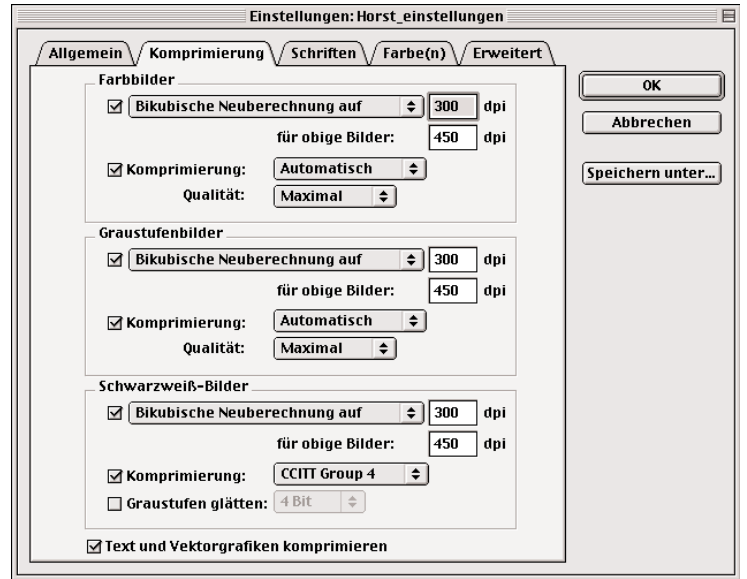 Einstellungen: Horst_einstellungen
Allgemein Komprimierung Schriften Farbe(n) Erweitert
Farbbilder
Bikubische Neuberechnung auf 300 dpi
für obige Bilder: 450 dpi
Komprimierung: Automatisch
Qualität: Maximal
Graustufenbilder
Bikubische Neuberechnung auf 300 dpi
für obige Bilder: 450 dpi
Komprimierung: Automatisch
Qualität: Maximal
Schwarzweiß-Bilder
Bikubische Neuberechnung auf 300 dpi
für obige Bilder: 450 dpi
Komprimierung: CCITT Group 4
Graustufen glätten: 4 Bit
Text und Vektorgrafiken komprimieren
OK
Abbrechen
Speichern unter...